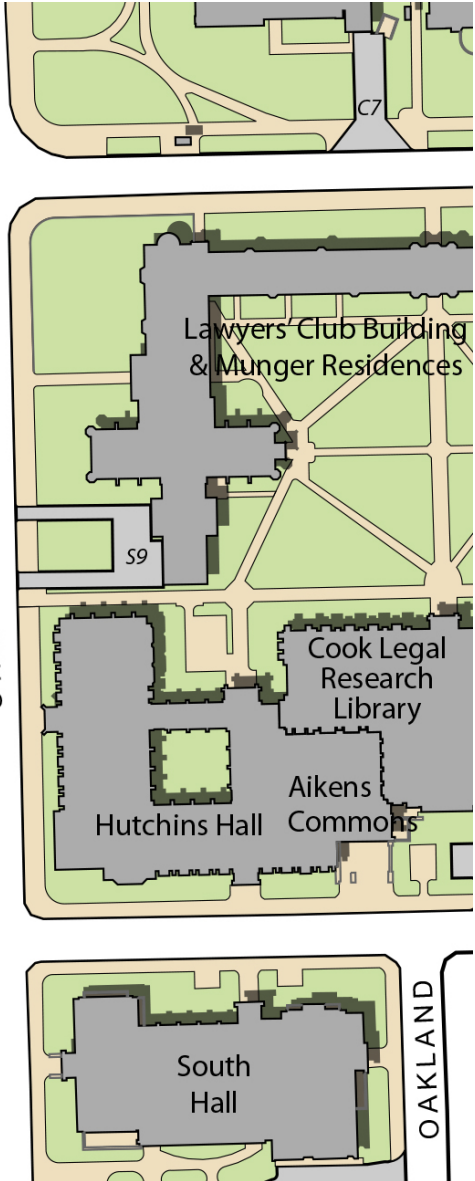 C7
Lawyers' Club Building
& Munger Residences
S9
Cook Legal
Research
Library
Aikens
Commons
Hutchins Hall
South
Hall
OAKLAND